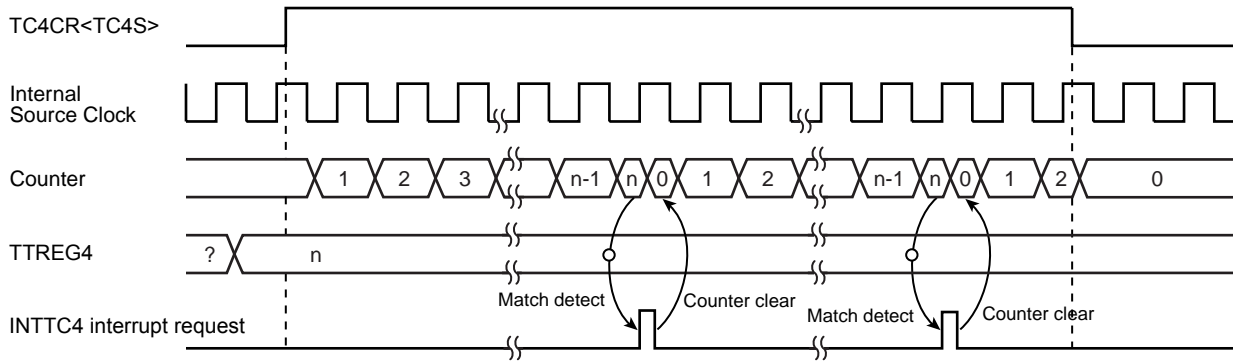 TC4CR<TC4S>
Internal
Source Clock
Counter
1 2 3 n-1 n 0 1 2 n-1 n 0 1 2 0
TTREG4
? n
Match detect Counter clear Match detect Counter clear
INTTC4 interrupt request